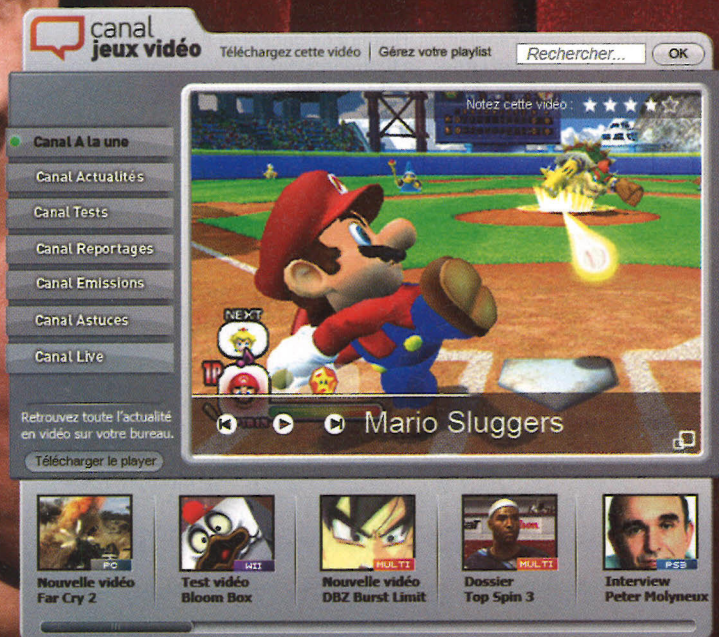 canal
jeux vidéo
Téléchargez cette vidéo | Gérez votre playlist
Rechercher...
OK
Notez cette vidéo :
Canal A la une
Canal Actualités
Canal Tests
Canal Reportages
Canal Emissions
Canal Astuces
Canal Live
NEXT
1P
Mario Sluggers
Retrouvez toute l'actualité
en vidéo sur votre bureau.
Télécharger le player
PC
WII
MULTI
MULTI
PS3
Nouvelle vidéo
Far Cry 2
Test vidéo
Bloom Box
Nouvelle vidéo
DBZ Burst Limit
Dossier
Top Spin 3
Interview
Peter Molyneux